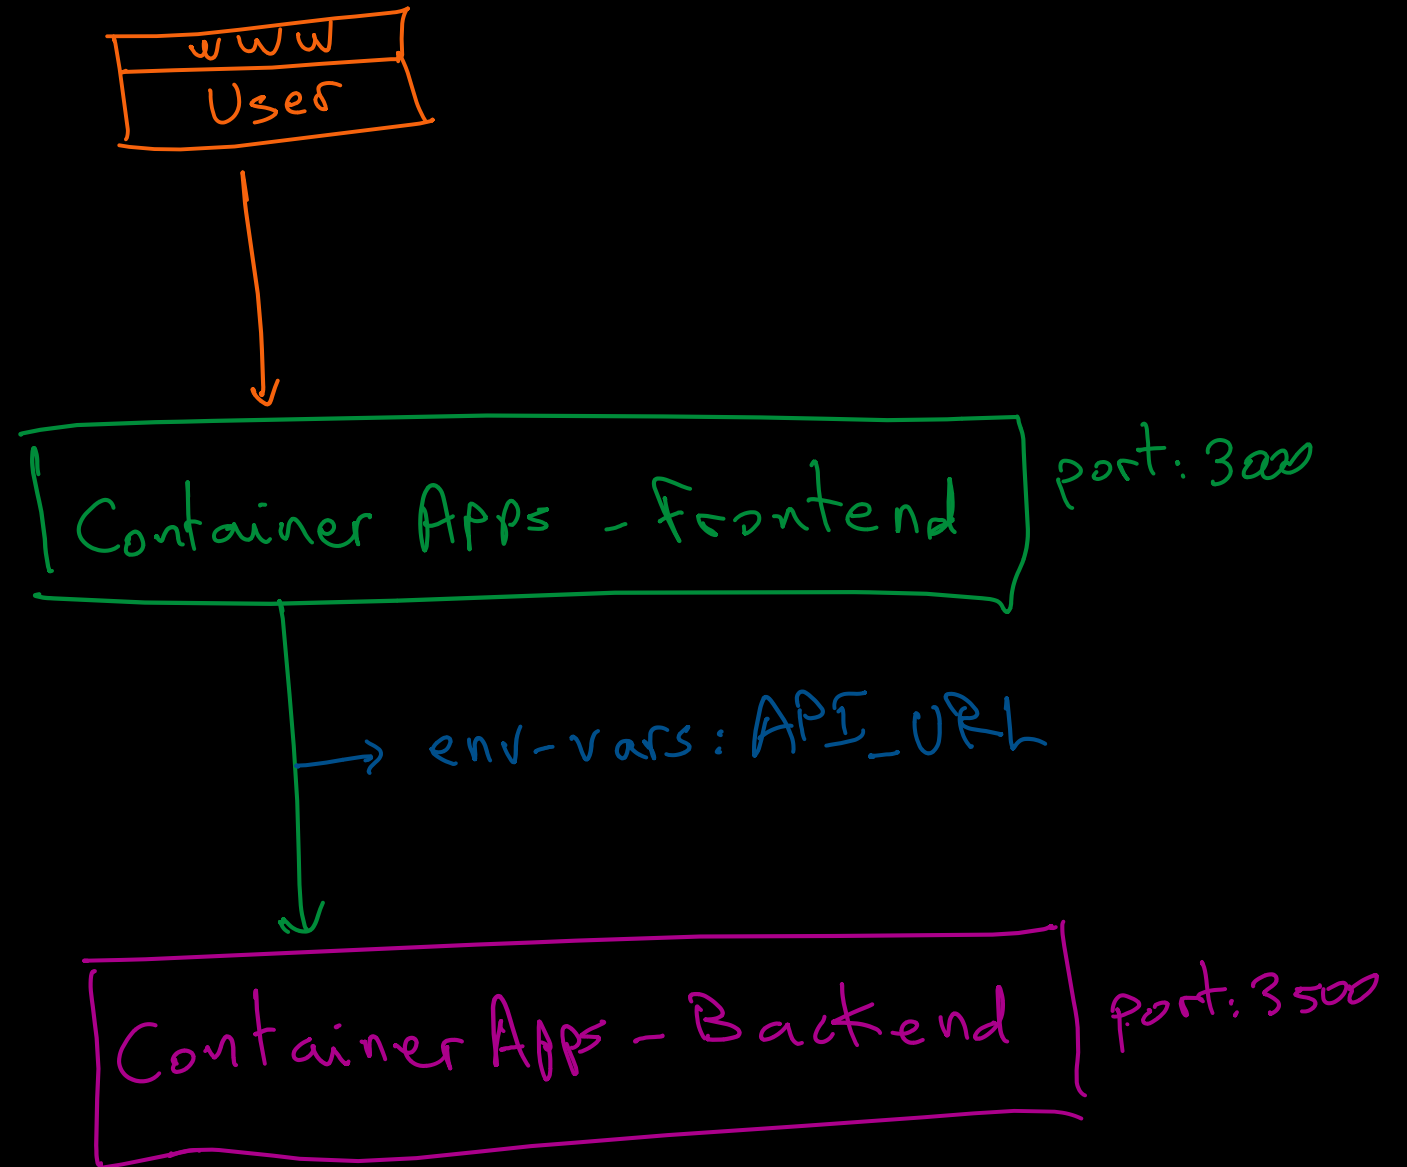 www
User
Container Apps - Frontend
port: 3000
env-vars: API_URL
Container Apps - Backend
port: 3500